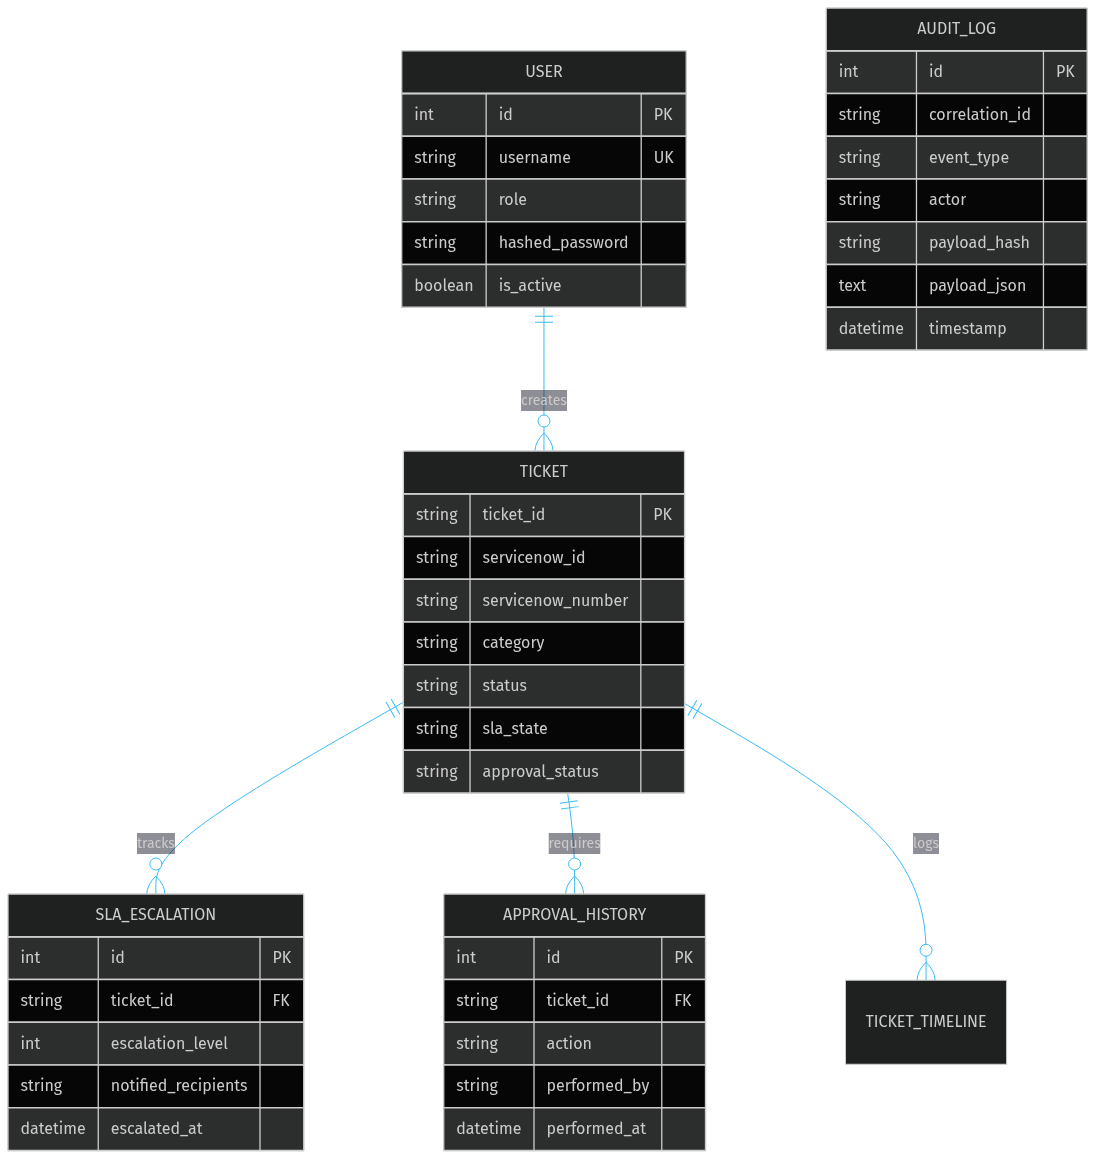 AUDIT_LOG
int id PK
string correlation_id
string event_type
string actor
string payload_hash
text payload_json
datetime timestamp
USER
int id PK
string username UK
string role
string hashed_password
boolean is_active
creates
TICKET
string ticket_id PK
string servicenow_id
string servicenow_number
string category
string status
string sla_state
string approval_status
tracks
requires
logs
SLA_ESCALATION
int id PK
string ticket_id FK
int escalation_level
string notified_recipients
datetime escalated_at
APPROVAL_HISTORY
int id PK
string ticket_id FK
string action
string performed_by
datetime performed_at
TICKET_TIMELINE